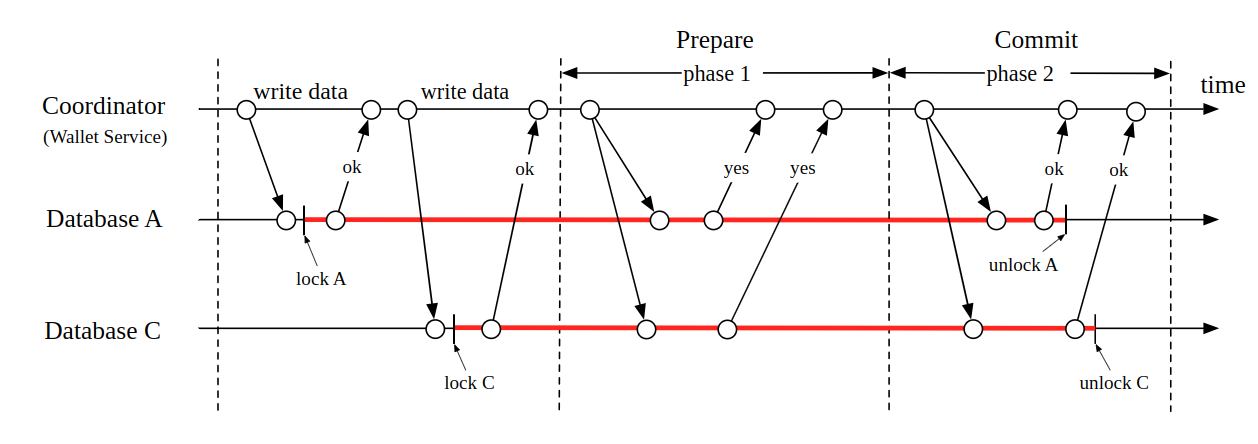 Prepare
Commit
phase 1
phase 2
time
write data
write data
Coordinator
(Wallet Service)
ok
ok
yes
yes
ok
ok
Database A
lock A
unlock A
Database C
lock C
unlock C